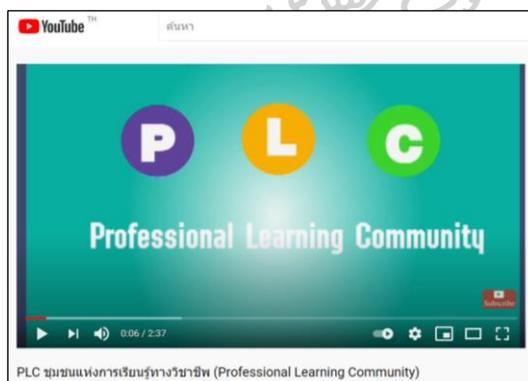 YouTube TH
ค้นหา
P L C
Professional Learning Community
Subscribe
0:06 / 2:37
PLC ชุมชนแห่งการเรียนรู้ทางวิชาชีพ (Professional Learning Community)